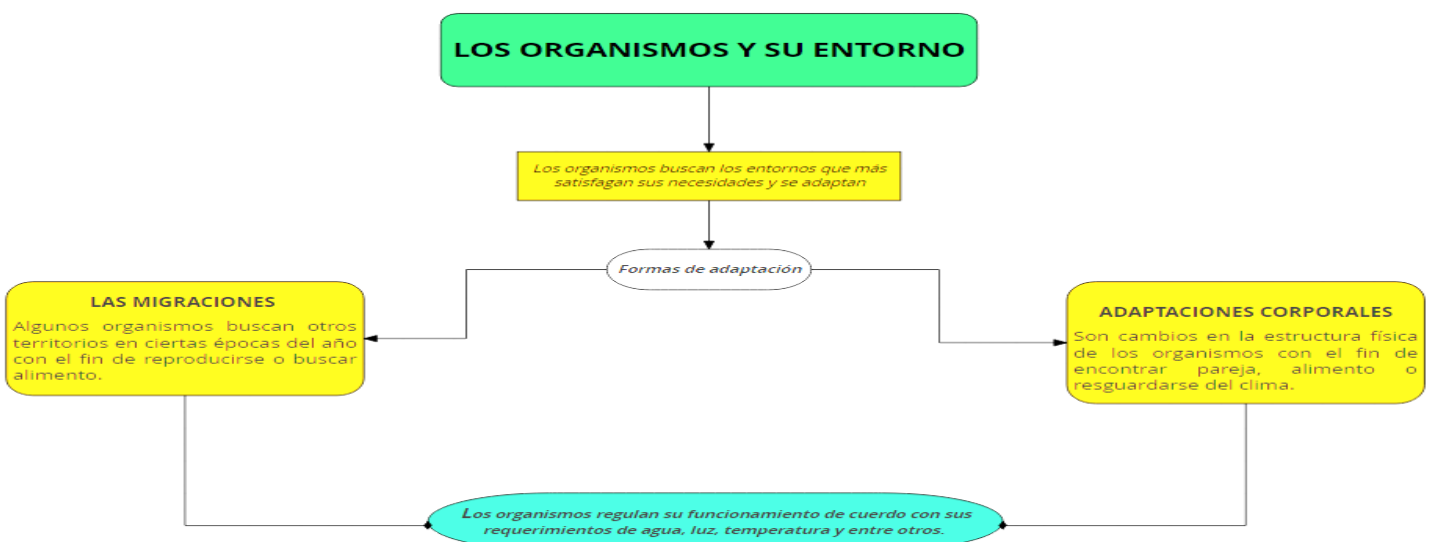 LOS ORGANISMOS Y SU ENTORNO
Los organismos buscan los entornos que más
satisfagan sus necesidades y se adaptan
Formas de adaptación
LAS MIGRACIONES
Algunos organismos buscan otros
territorios en ciertas épocas del año
con el fin de reproducirse o buscar
alimento.
ADAPTACIONES CORPORALES
Son cambios en la estructura física
de los organismos con el fin de
encontrar pareja, alimento o
resguardarse del clima.
Los organismos regulan su funcionamiento de cuerdo con sus
requerimientos de agua, luz, temperatura y entre otros.